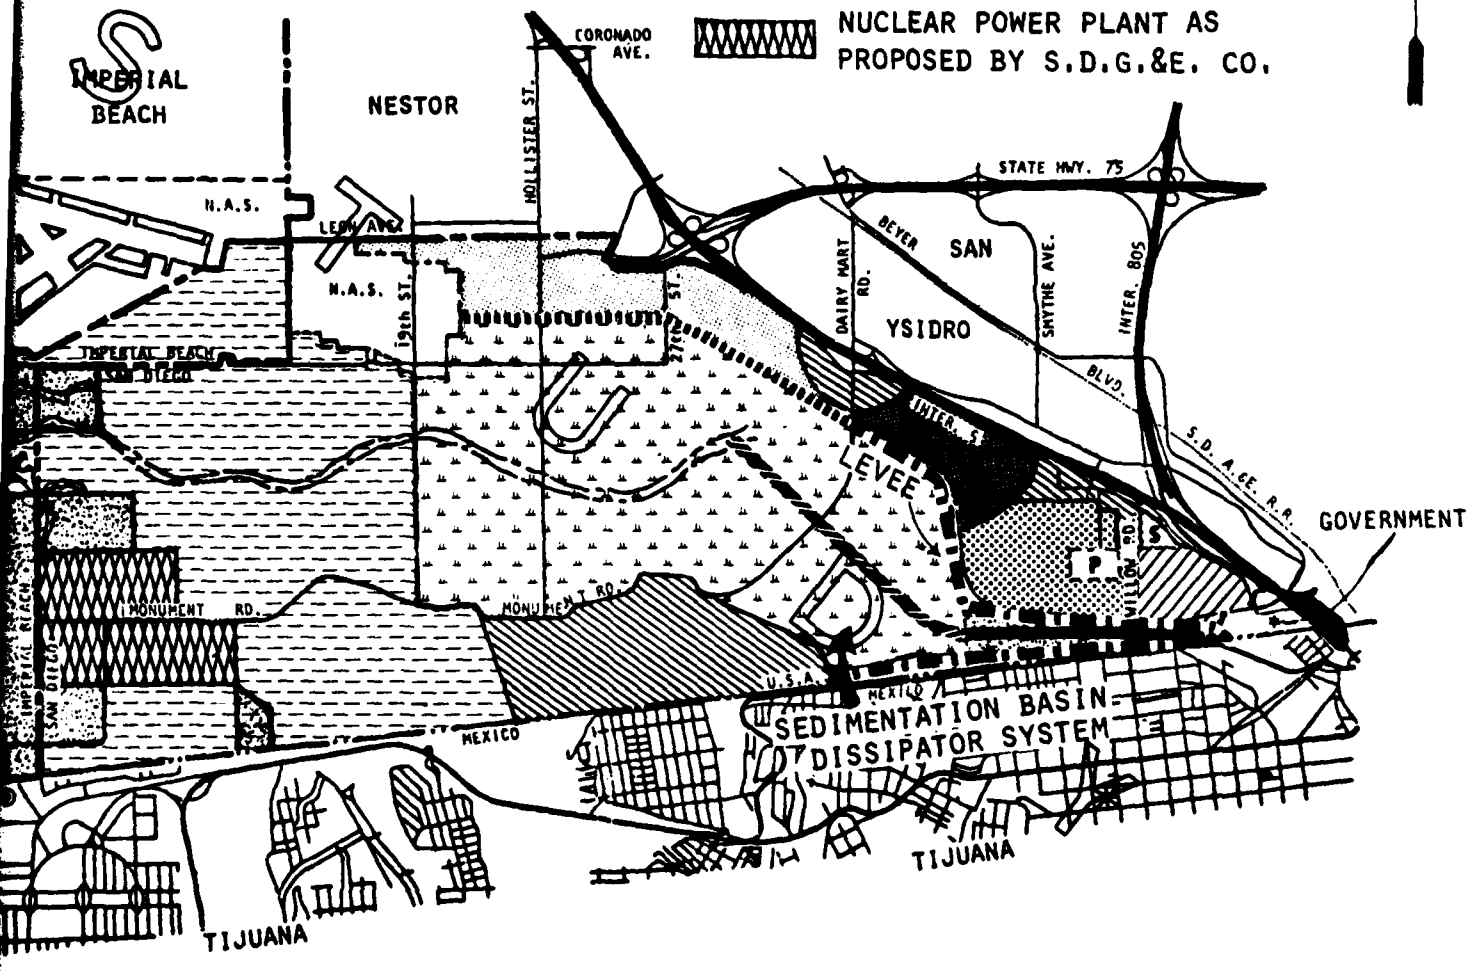 NUCLEAR POWER PLANT AS
PROPOSED BY S.D.G.&E. CO.
CORONADO
AVE.
S
IMPERIAL
BEACH
NESTOR
HOLLISTER ST.
STATE HWY. 75
N.A.S.
LEON AVE.
BEYER
SAN
DAIRY MART
RD.
SMYTHE AVE.
INTER. 805
N.A.S.
19th ST.
27th
ST.
YSIDRO
IMPERIAL BEACH
SAN DIEGO
BLVD.
INTER.
S.D. A.&E. R.R.
LEVEE
GOVERNMENT
S
P
WILLOW RD.
MONUMENT RD.
MONUMENT RD.
IMPERIAL BEACH
SAN DIEGO
U.S.A.
MEXICO
MEXICO
SEDIMENTATION BASIN
DISSIPATOR SYSTEM
TIJUANA
TIJUANA